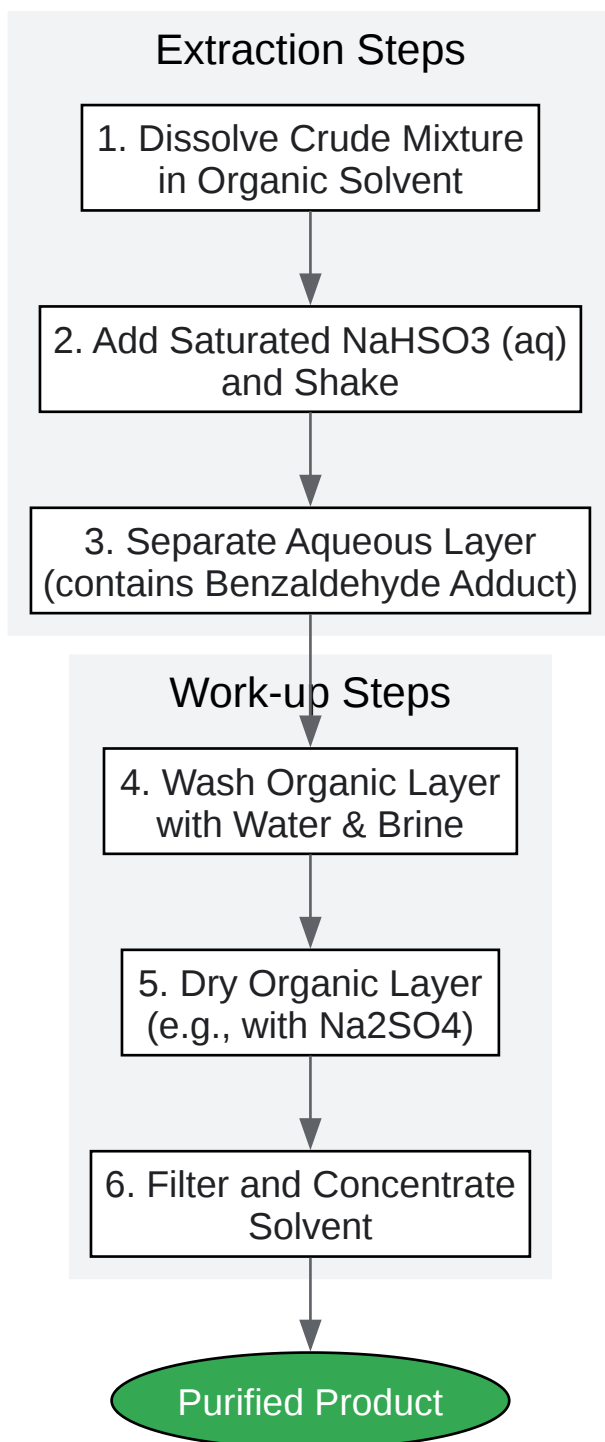 Extraction Steps
1. Dissolve Crude Mixture
in Organic Solvent
2. Add Saturated NaHSO3 (aq)
and Shake
3. Separate Aqueous Layer
(contains Benzaldehyde Adduct)
Work-up Steps
4. Wash Organic Layer
with Water & Brine
5. Dry Organic Layer
(e.g., with Na2SO4)
6. Filter and Concentrate
Solvent
Purified Product